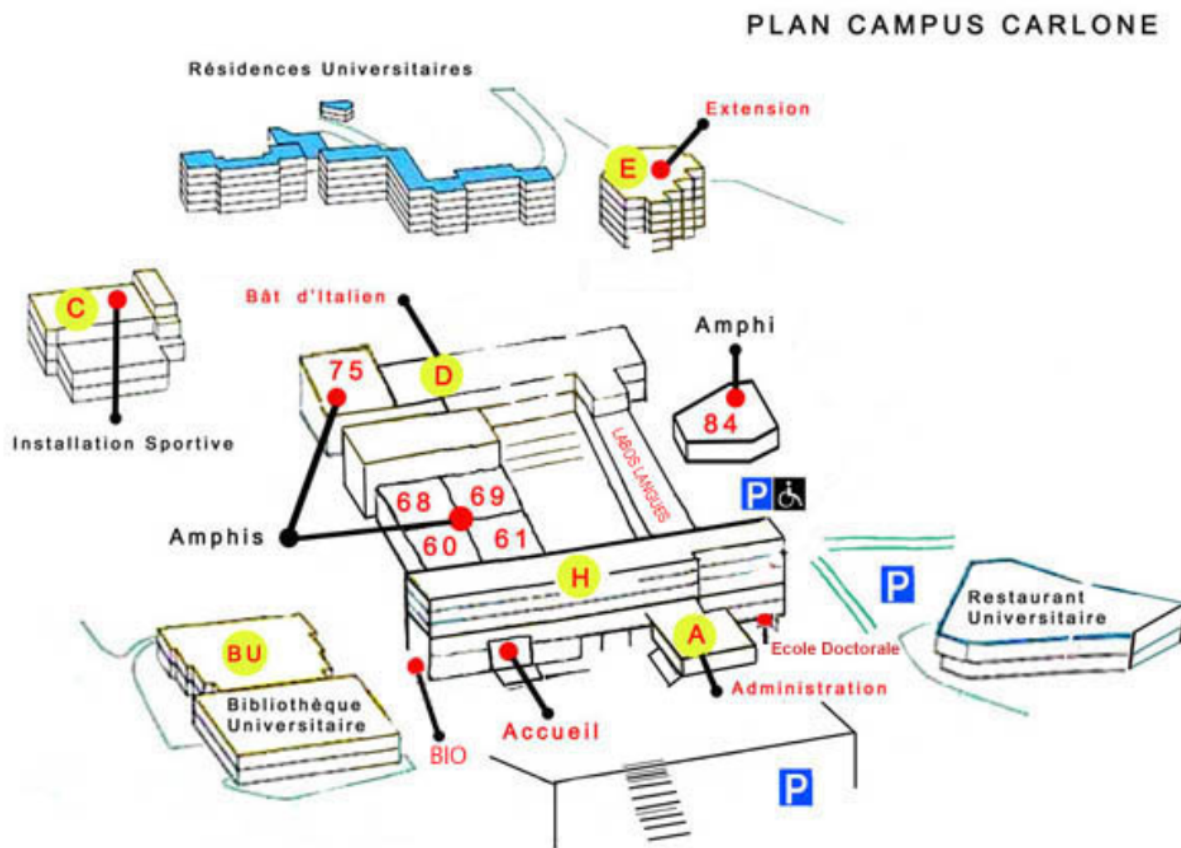 PLAN CAMPUS CARLONE
Résidences Universitaires
Extension
E
C
Bât d'Italien
Amphi
75
D
84
Installation Sportive
LABOS LANGUES
68
69
P
Amphis
60
61
H
P
Restaurant
Universitaire
BU
A
Ecole Doctorale
Bibliothèque
Universitaire
Administration
Accueil
BIO
P